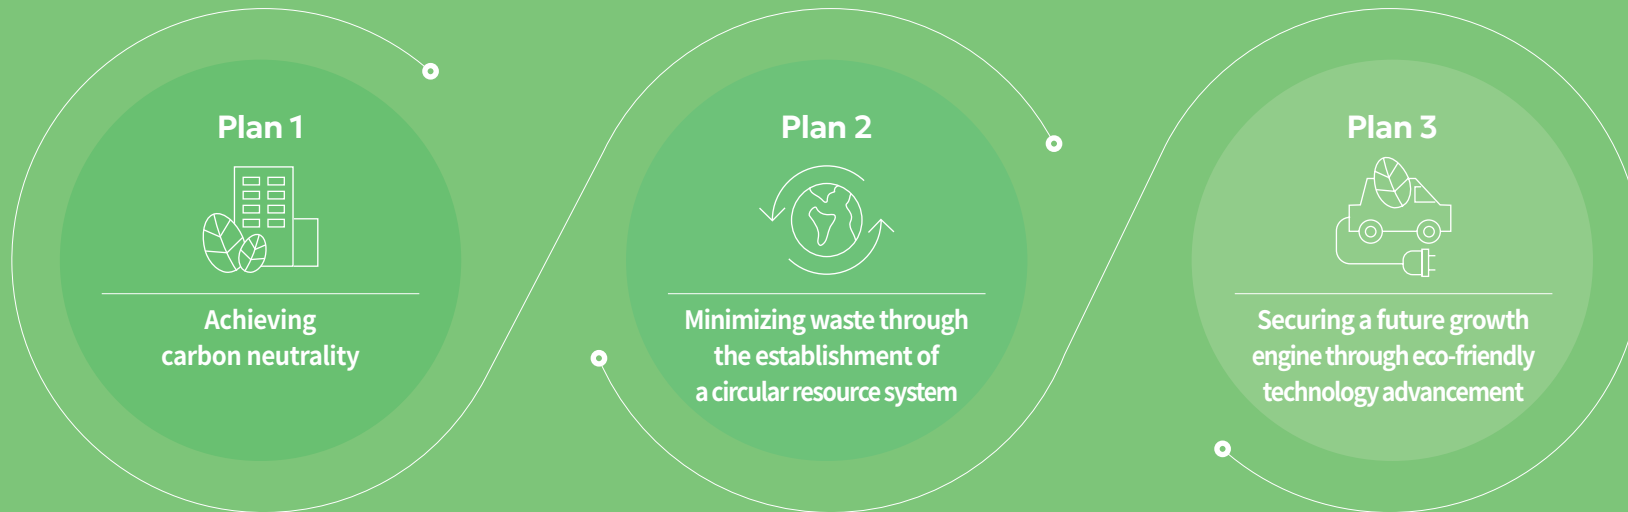 Plan 1
Achieving
carbon neutrality
Plan 2
Minimizing waste through
the establishment of
a circular resource system
Plan 3
Securing a future growth
engine through eco-friendly
technology advancement